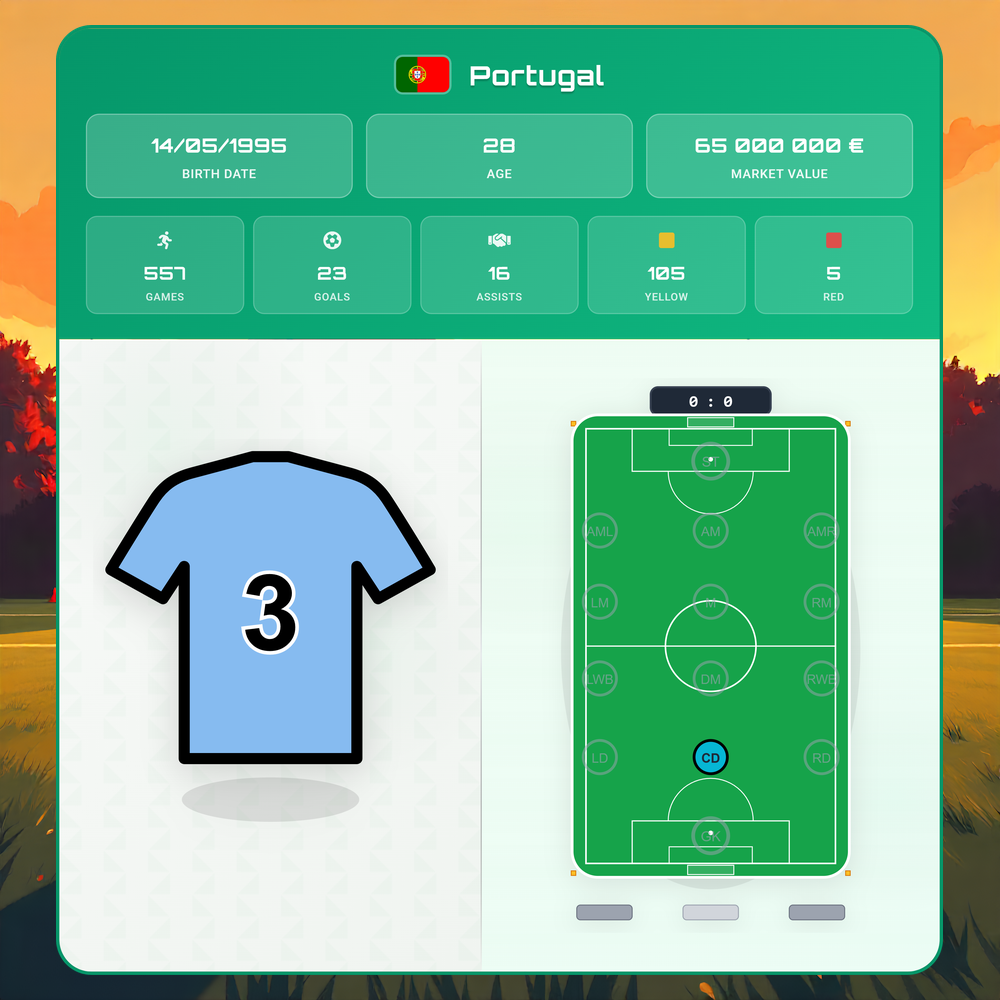 Portugal
14/05/1995
BIRTH DATE
28
AGE
65 000 000 €
MARKET VALUE
557
GAMES
23
GOALS
16
ASSISTS
105
YELLOW
5
RED
0 : 0
ST
AML
AM
AMR
LM
M
RM
LWB
DM
RWB
LD
CD
RD
GK
3